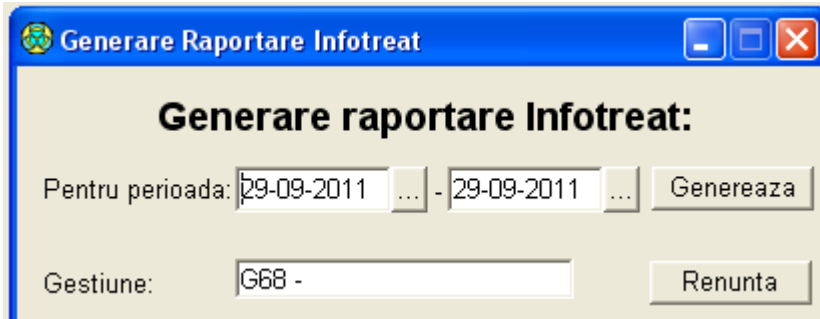 Generare Raportare Infotreat
Generare raportare Infotreat:
Pentru perioada: 29-09-2011 ... - 29-09-2011 ... Genereaza
Gestiune: G68 - Renunta